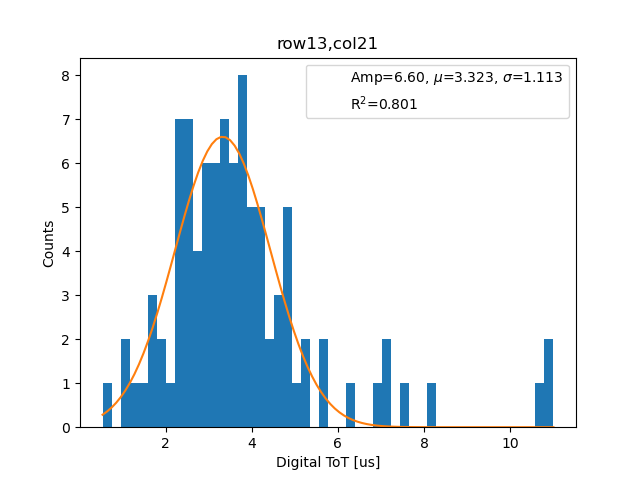 row13,col21
Amp=6.60, μ=3.323, σ=1.113
R²=0.801
8
7
6
5
4
3
2
1
0
Counts
2 4 6 8 10
Digital ToT [us]